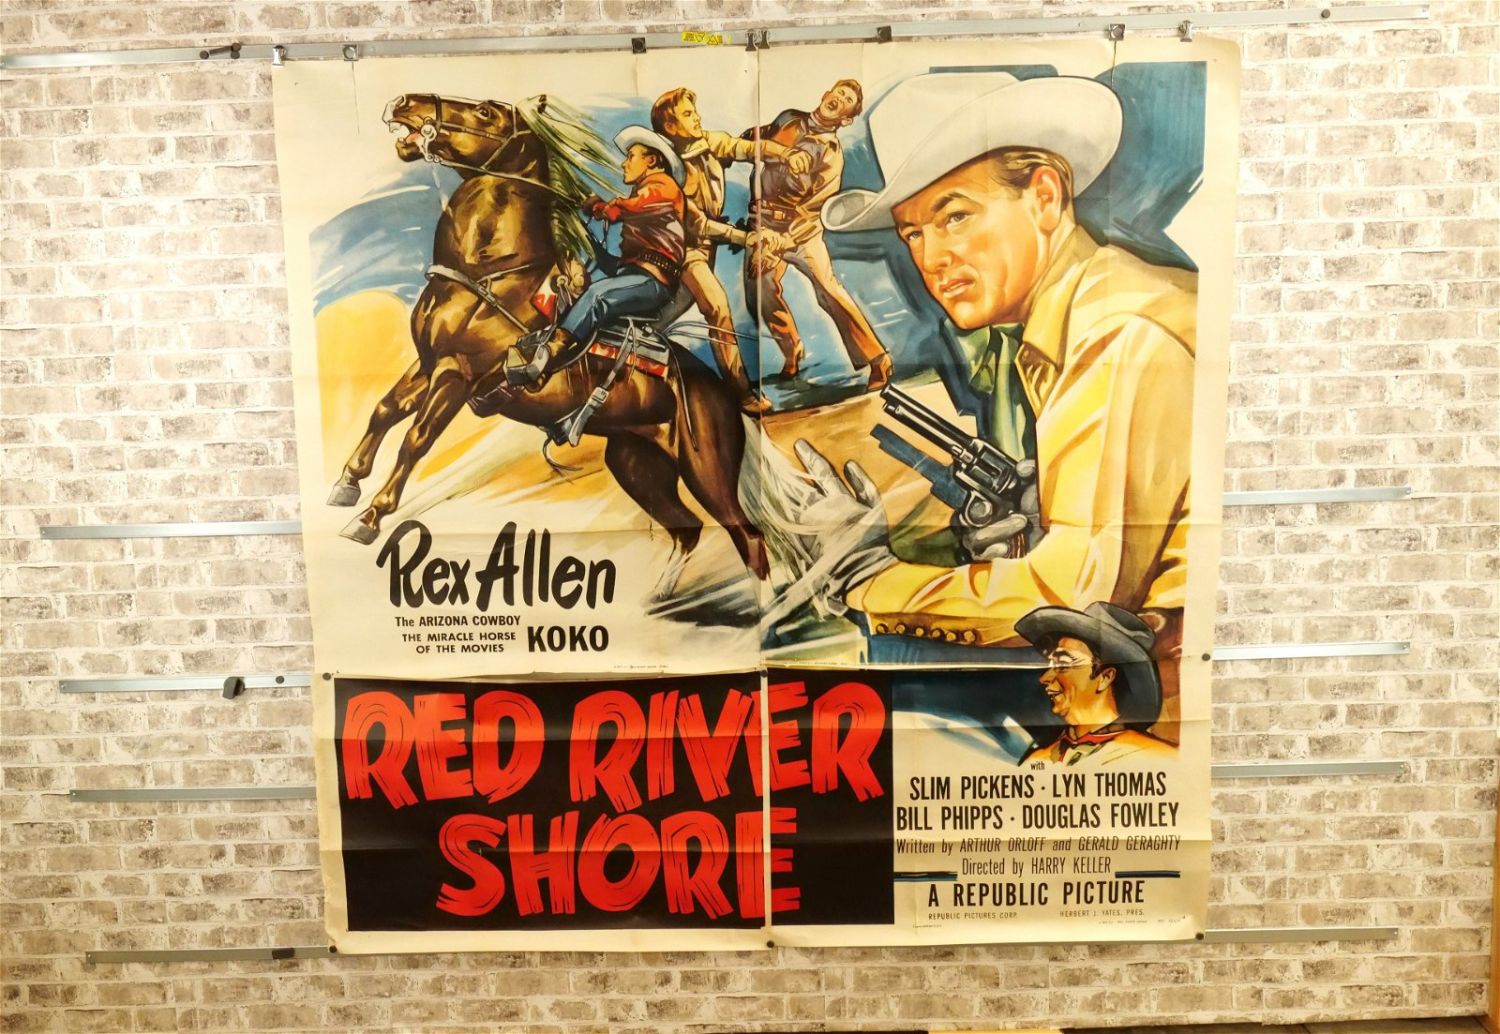 Rex Allen
The ARIZONA COWBOY
THE MIRACLE HORSE
OF THE MOVIES
KOKO
RED RIVER
SHORE
with
SLIM PICKENS · LYN THOMAS
BILL PHIPPS · DOUGLAS FOWLEY
Written by ARTHUR ORLOFF and GERALD GERAGHTY
Directed by HARRY KELLER
A REPUBLIC PICTURE
REPUBLIC PICTURES CORP.
HERBERT J. YATES, PRES.